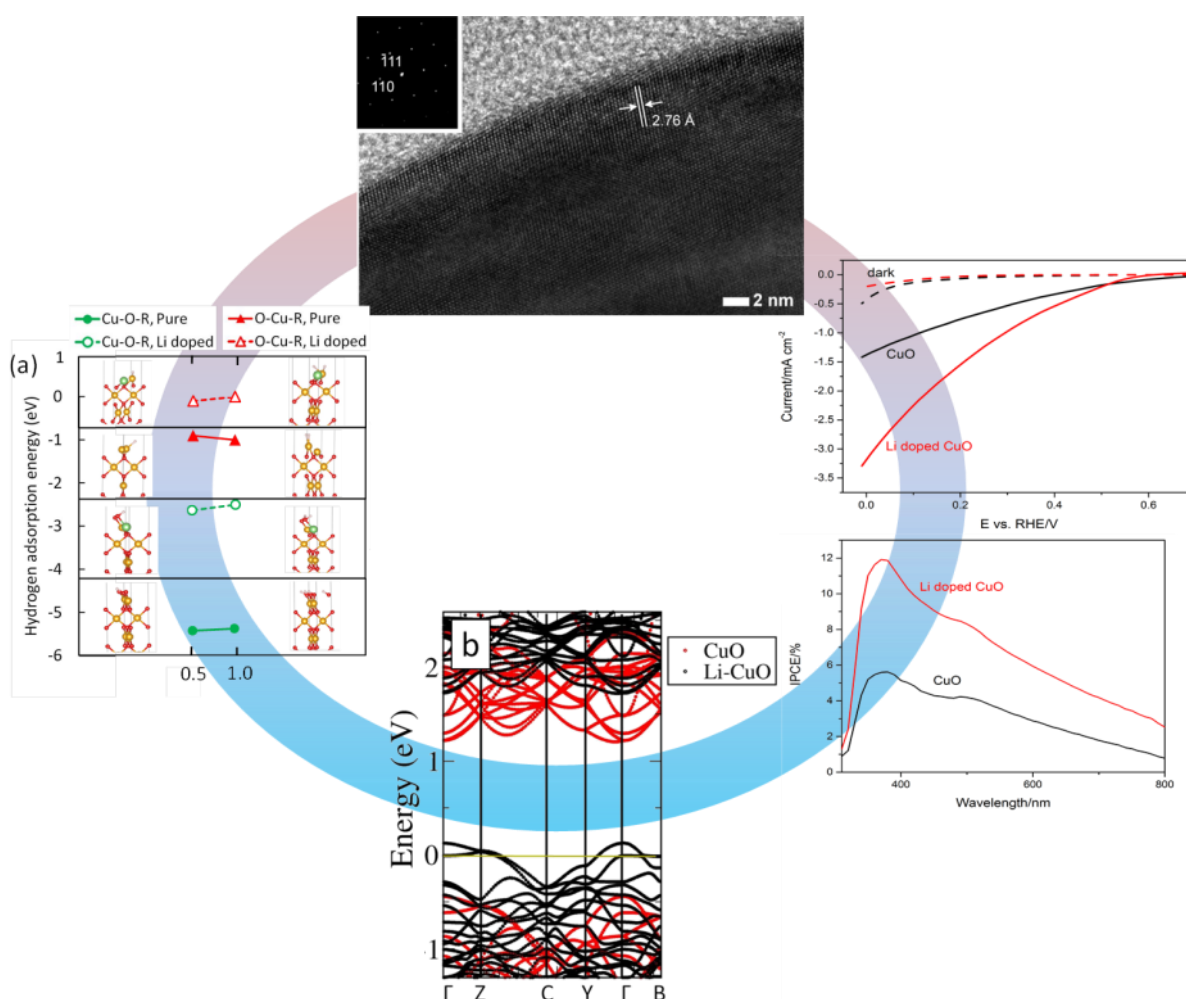 1̄11
110
2.76 Å
2 nm
Cu-O-R, Pure
O-Cu-R, Pure
Cu-O-R, Li doped
O-Cu-R, Li doped
(a)
Hydrogen adsorption energy (eV)
1
0
-1
-2
-3
-4
-5
-6
0.5
1.0
dark
CuO
Li doped CuO
Current/mA cm⁻²
0.0
-0.5
-1.0
-1.5
-2.0
-2.5
-3.0
-3.5
0.0 0.2 0.4 0.6
E vs. RHE/V
Li doped CuO
CuO
IPCE/%
12
10
8
6
4
2
0
400 600 800
Wavelength/nm
b
CuO
Li-CuO
Energy (eV)
2
1
0
1
Γ Z C Y Γ B